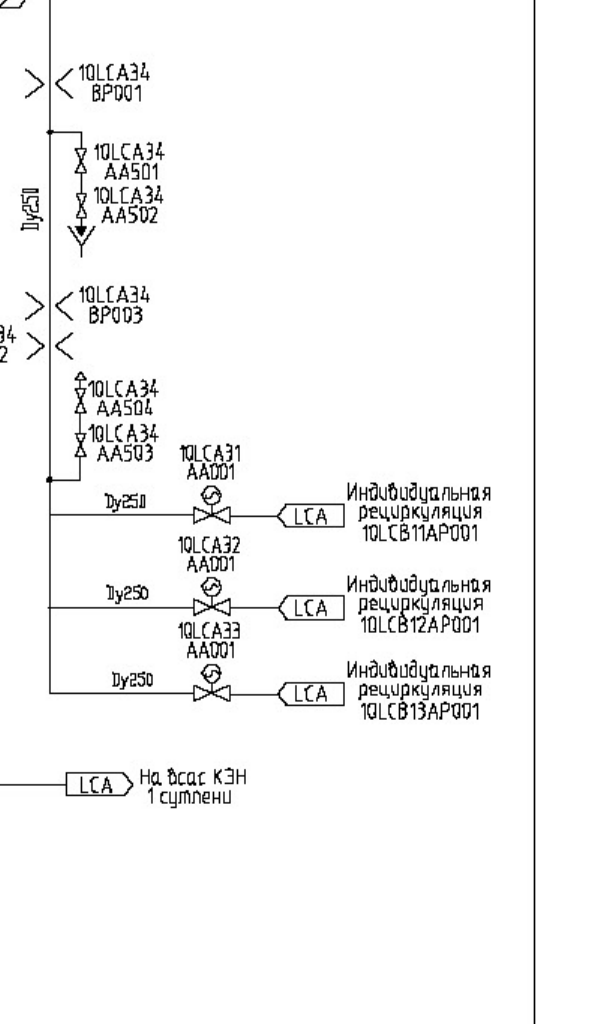 10LCA34
BP001
10LCA34
AA501
10LCA34
AA502
Dy250
10LCA34
BP003
34
2
10LCA34
AA504
10LCA34
AA503
10LCA31
AA001
Dy250
LCA
Индивидуальная
рециркуляция
10LCB11AP001
10LCA32
AA001
Dy250
LCA
Индивидуальная
рециркуляция
10LCB12AP001
10LCA33
AA001
Dy250
LCA
Индивидуальная
рециркуляция
10LCB13AP001
LCA
На всас КЭН
1 ступени